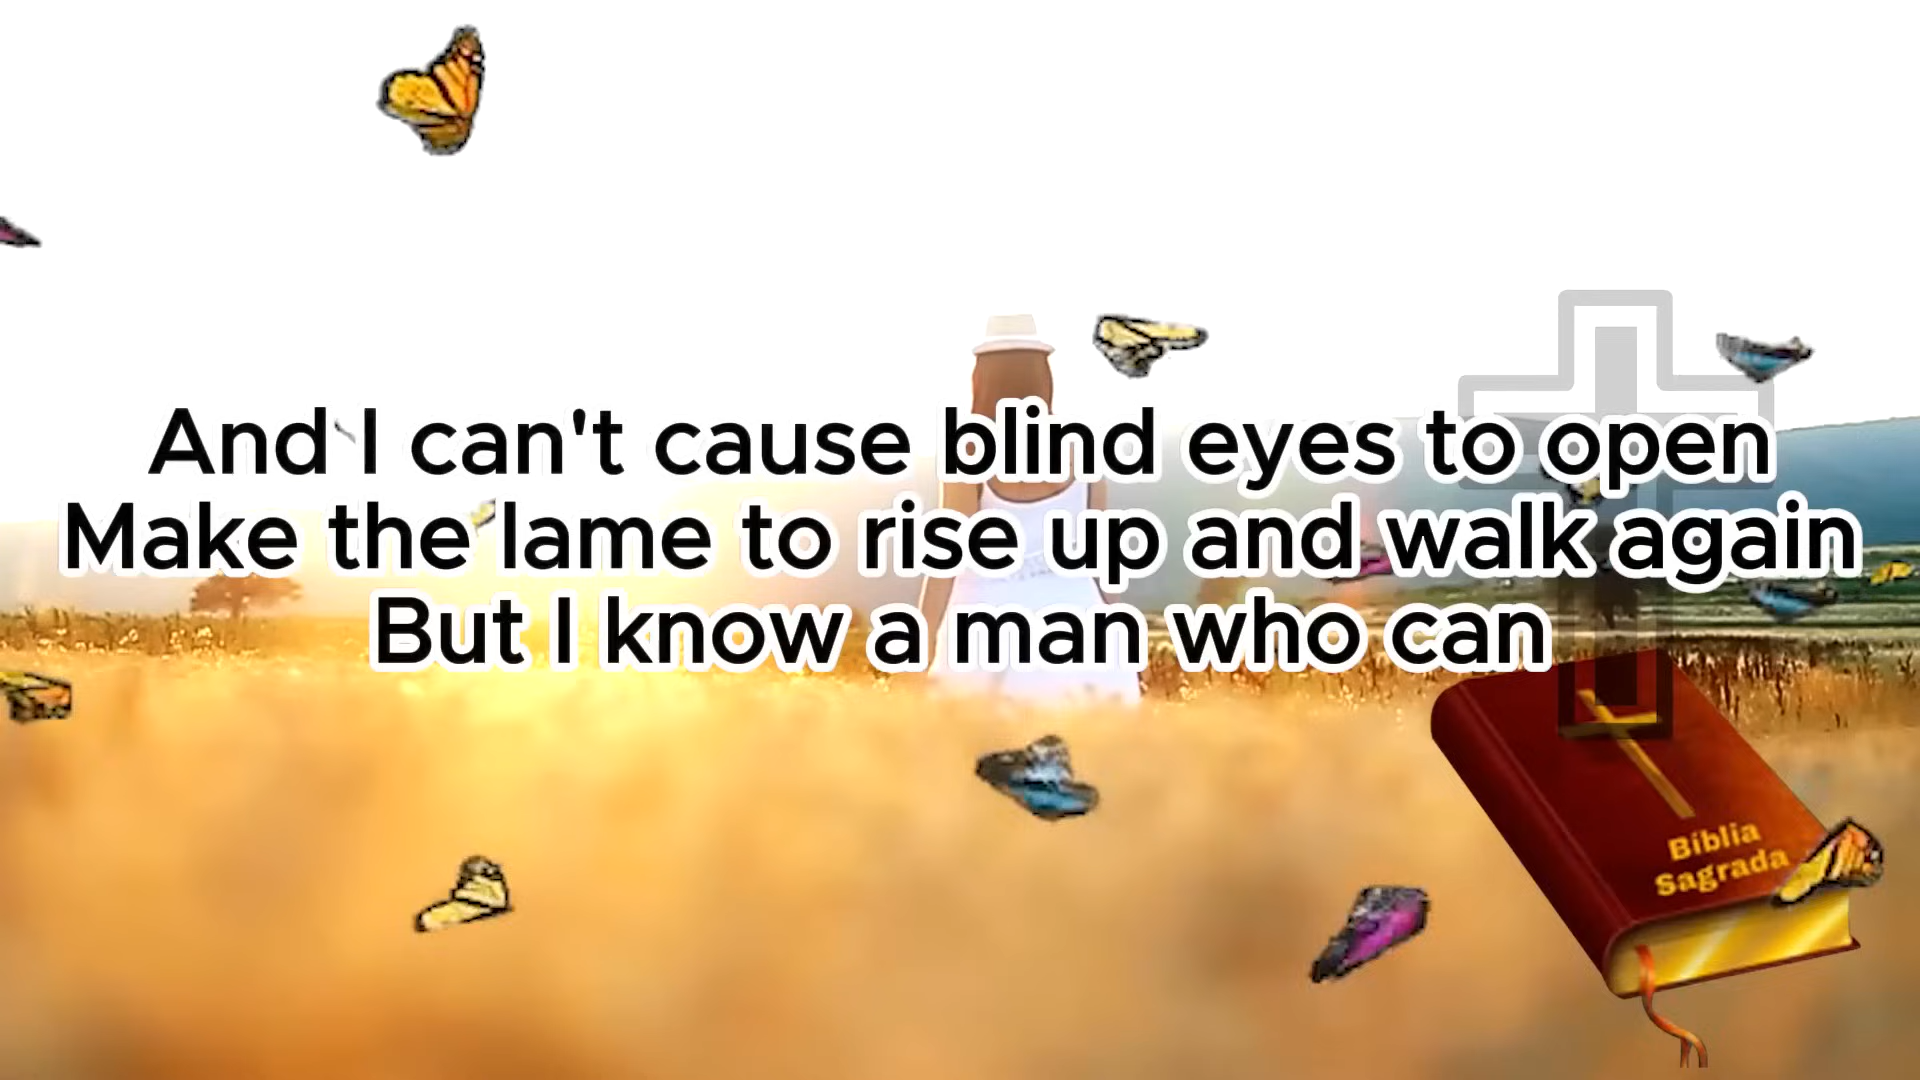 And I can't cause blind eyes to open
Make the lame to rise up and walk again
But I know a man who can
Bíblia
Sagrada